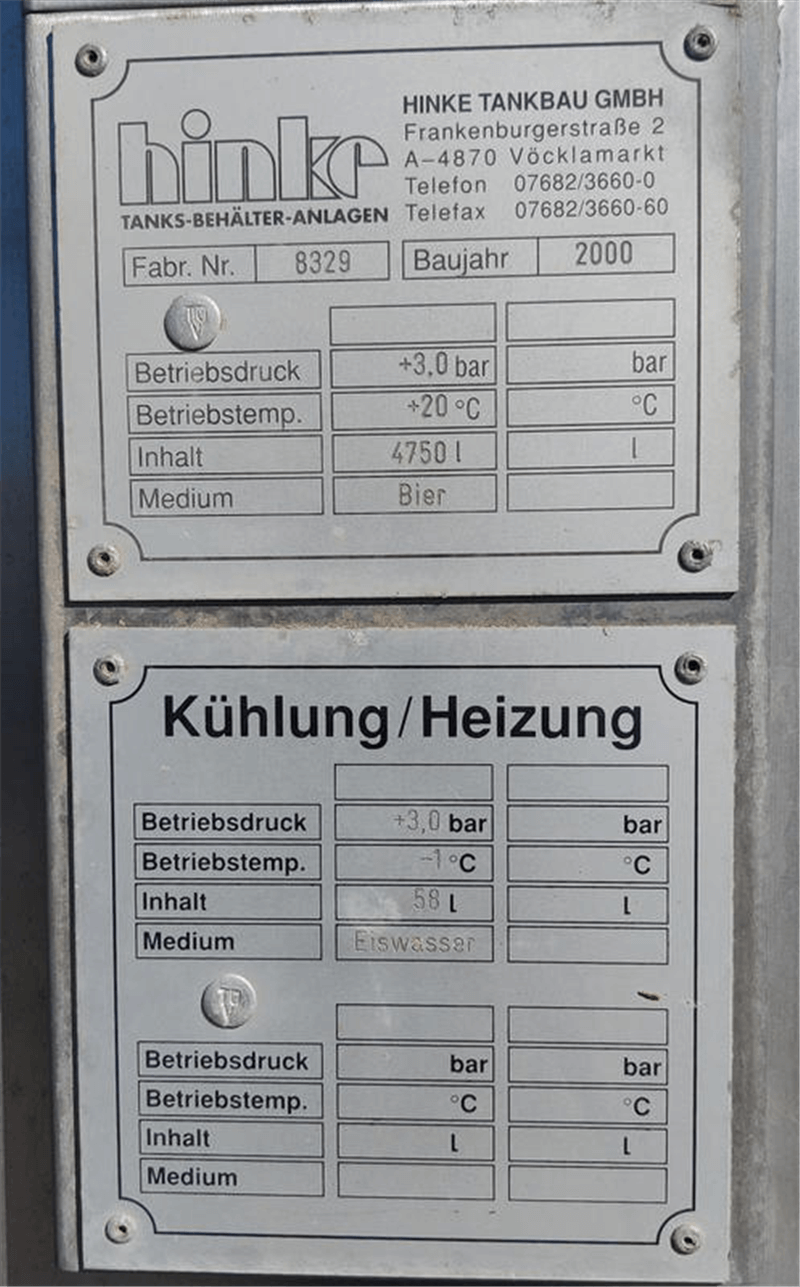 hinke
TANKS-BEHÄLTER-ANLAGEN
HINKE TANKBAU GMBH
Frankenburgerstraße 2
A-4870 Vöcklamarkt
Telefon 07682/3660-0
Telefax 07682/3660-60
Fabr. Nr. 8329 Baujahr 2000
Betriebsdruck +3,0 bar bar
Betriebstemp. +20 °C °C
Inhalt 4750 l l
Medium Bier
Kühlung/Heizung
Betriebsdruck +3,0 bar bar
Betriebstemp. -1 °C °C
Inhalt 58 l l
Medium Eiswasser
Betriebsdruck bar bar
Betriebstemp. °C °C
Inhalt l l
Medium